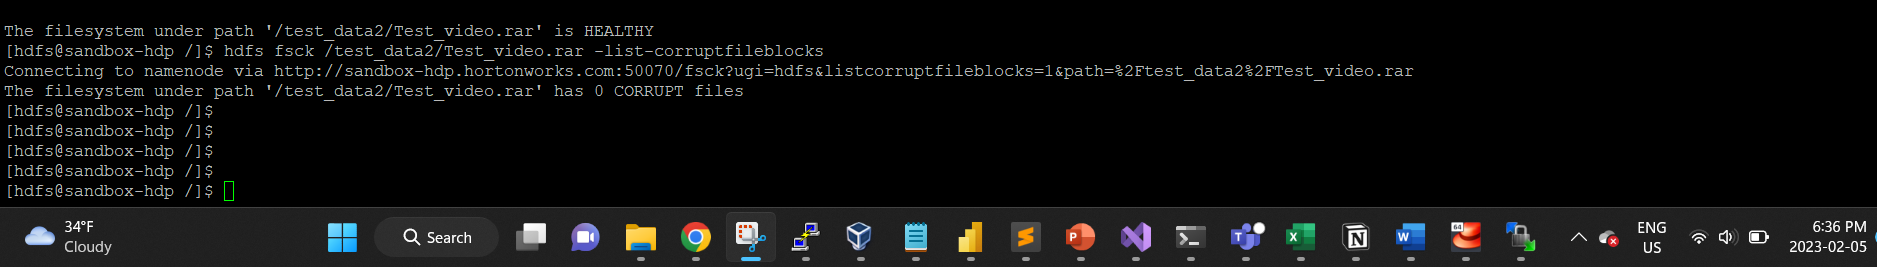 The filesystem under path '/test_data2/Test_video.rar' is HEALTHY
[hdfs@sandbox-hdp /]$ hdfs fsck /test_data2/Test_video.rar -list-corruptfileblocks
Connecting to namenode via http://sandbox-hdp.hortonworks.com:50070/fsck?ugi=hdfs&listcorruptfileblocks=1&path=%2Ftest_data2%2FTest_video.rar
The filesystem under path '/test_data2/Test_video.rar' has 0 CORRUPT files
[hdfs@sandbox-hdp /]$
[hdfs@sandbox-hdp /]$
[hdfs@sandbox-hdp /]$
[hdfs@sandbox-hdp /]$
[hdfs@sandbox-hdp /]$
34°F
Cloudy
Search
P
X
N
W
64
ENG
US
6:36 PM
2023-02-05